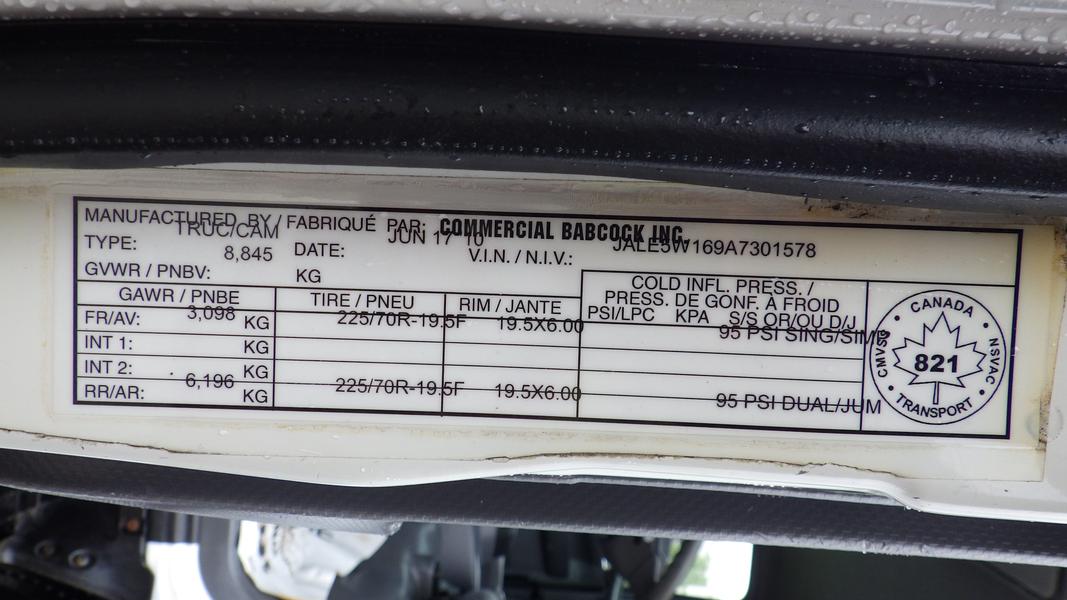 MANUFACTURED BY / FABRIQUÉ PAR: COMMERCIAL BABCOCK INC.
TYPE: TRUC/CAM DATE: JUN 17 10 V.I.N. / N.I.V.: JALE5W169A7301578
GVWR / PNBV: 8,845 KG
GAWR / PNBE TIRE / PNEU RIM / JANTE COLD INFL. PRESS. /
PRESS. DE GONF. À FROID
PSI/LPC KPA S/S OR/OU D/J
FR/AV: 3,098 KG 225/70R-19.5F 19.5X6.00 95 PSI SING/SIMP
INT 1: KG
INT 2: KG
RR/AR: 6,196 KG 225/70R-19.5F 19.5X6.00 95 PSI DUAL/JUM
CANADA
CMVSS
821
NSVAC
TRANSPORT